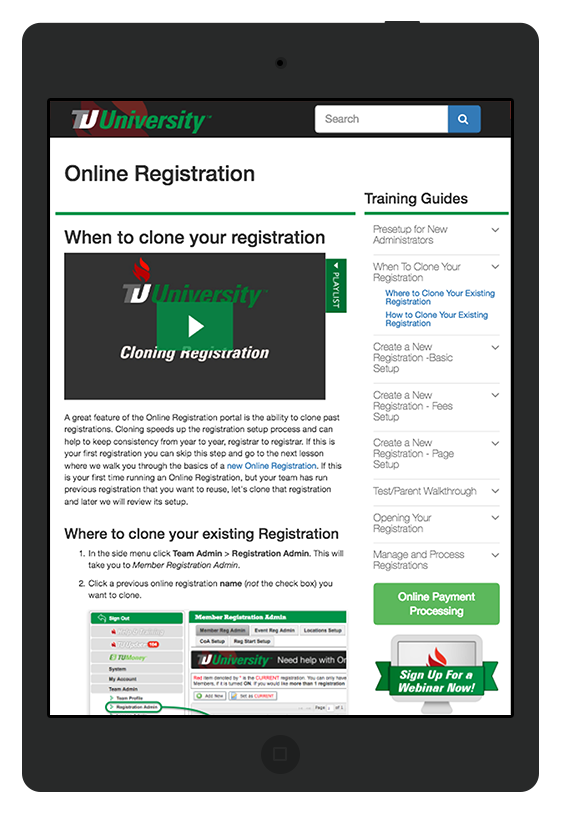 TU University™
Search
Online Registration
When to clone your registration
TU University™
Cloning Registration
PLAYLIST
A great feature of the Online Registration portal is the ability to clone past
registrations. Cloning speeds up the registration setup process and can
help to keep consistency from year to year, registrar to registrar. If this is
your first registration you can skip this step and go to the next lesson
where we walk you through the basics of a new Online Registration. If this
is your first time running an Online Registration, but your team has run
previous registration that you want to reuse, let's clone that registration
and later we will review its setup.
Where to clone your existing Registration
1. In the side menu click Team Admin > Registration Admin. This will
take you to Member Registration Admin.
2. Click a previous online registration name (not the check box) you
want to clone.
Sign Out
TUMoney
System
My Account
Team Admin
Team Profile
Registration Admin
Member Registration Admin
Member Reg Admin
Event Reg Admin
Locations Setup
CoA Setup
Reg Start Setup
TU University Need help with On
Red item denoted by * is the CURRENT registration. You can only have
Members, if it is turned ON. If you would like more than 1 registration
Add New
Set as CURRENT
Page 1 of 1
Training Guides
Presetup for New
Administrators
When To Clone Your
Registration
Where to Clone Your Existing
Registration
How to Clone Your Existing
Registration
Create a New
Registration -Basic
Setup
Create a New
Registration - Fees
Setup
Create a New
Registration - Page
Setup
Test/Parent Walkthrough
Opening Your
Registration
Manage and Process
Registrations
Online Payment
Processing
Sign Up For a
Webinar Now!